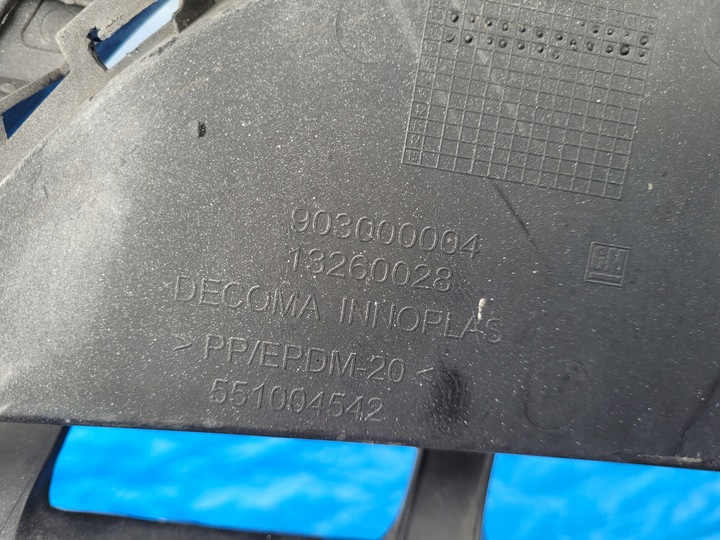 903000004
13260028
DECOMA INNOPLAS
> PP/EPDM-20 <
551004542